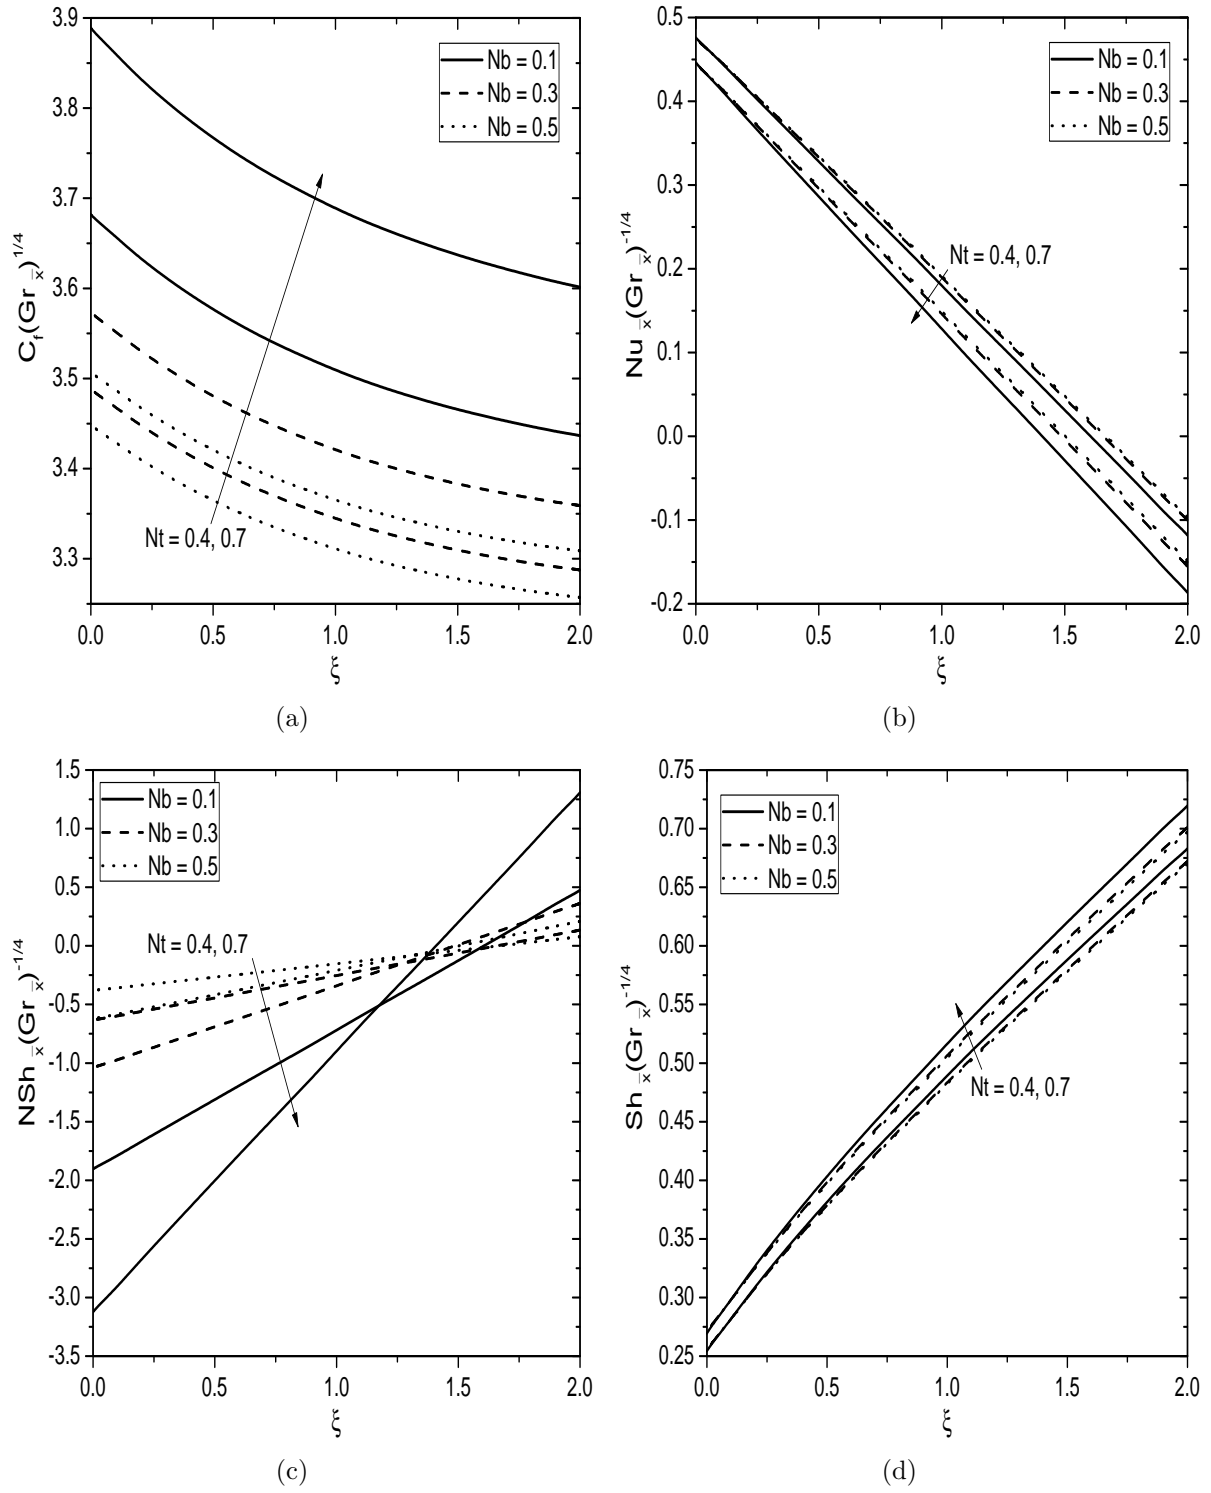 3.9
3.8
3.7
3.6
3.5
3.4
3.3
C_f(Gr_x̄)^1/4
Nb = 0.1
Nb = 0.3
Nb = 0.5
Nt = 0.4, 0.7
0.0 0.5 1.0 1.5 2.0
ξ
(a)
0.5
0.4
0.3
0.2
0.1
0.0
-0.1
-0.2
Nu_x̄(Gr_x̄)^-1/4
Nb = 0.1
Nb = 0.3
Nb = 0.5
Nt = 0.4, 0.7
0.0 0.5 1.0 1.5 2.0
ξ
(b)
1.5
1.0
0.5
0.0
-0.5
-1.0
-1.5
-2.0
-2.5
-3.0
-3.5
NSh_x̄(Gr_x̄)^-1/4
Nb = 0.1
Nb = 0.3
Nb = 0.5
Nt = 0.4, 0.7
0.0 0.5 1.0 1.5 2.0
ξ
(c)
0.75
0.70
0.65
0.60
0.55
0.50
0.45
0.40
0.35
0.30
0.25
Sh_x̄(Gr_x̄)^-1/4
Nb = 0.1
Nb = 0.3
Nb = 0.5
Nt = 0.4, 0.7
0.0 0.5 1.0 1.5 2.0
ξ
(d)